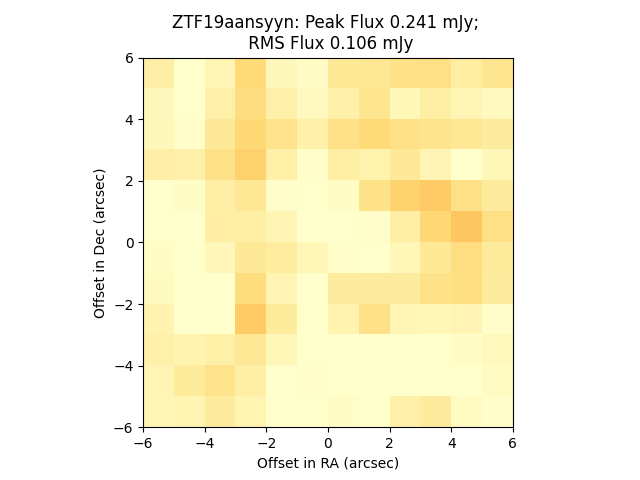 ZTF19aansyyn: Peak Flux 0.241 mJy;
RMS Flux 0.106 mJy
6
4
2
0
−2
−4
−6
Offset in Dec (arcsec)
−6 −4 −2 0 2 4 6
Offset in RA (arcsec)